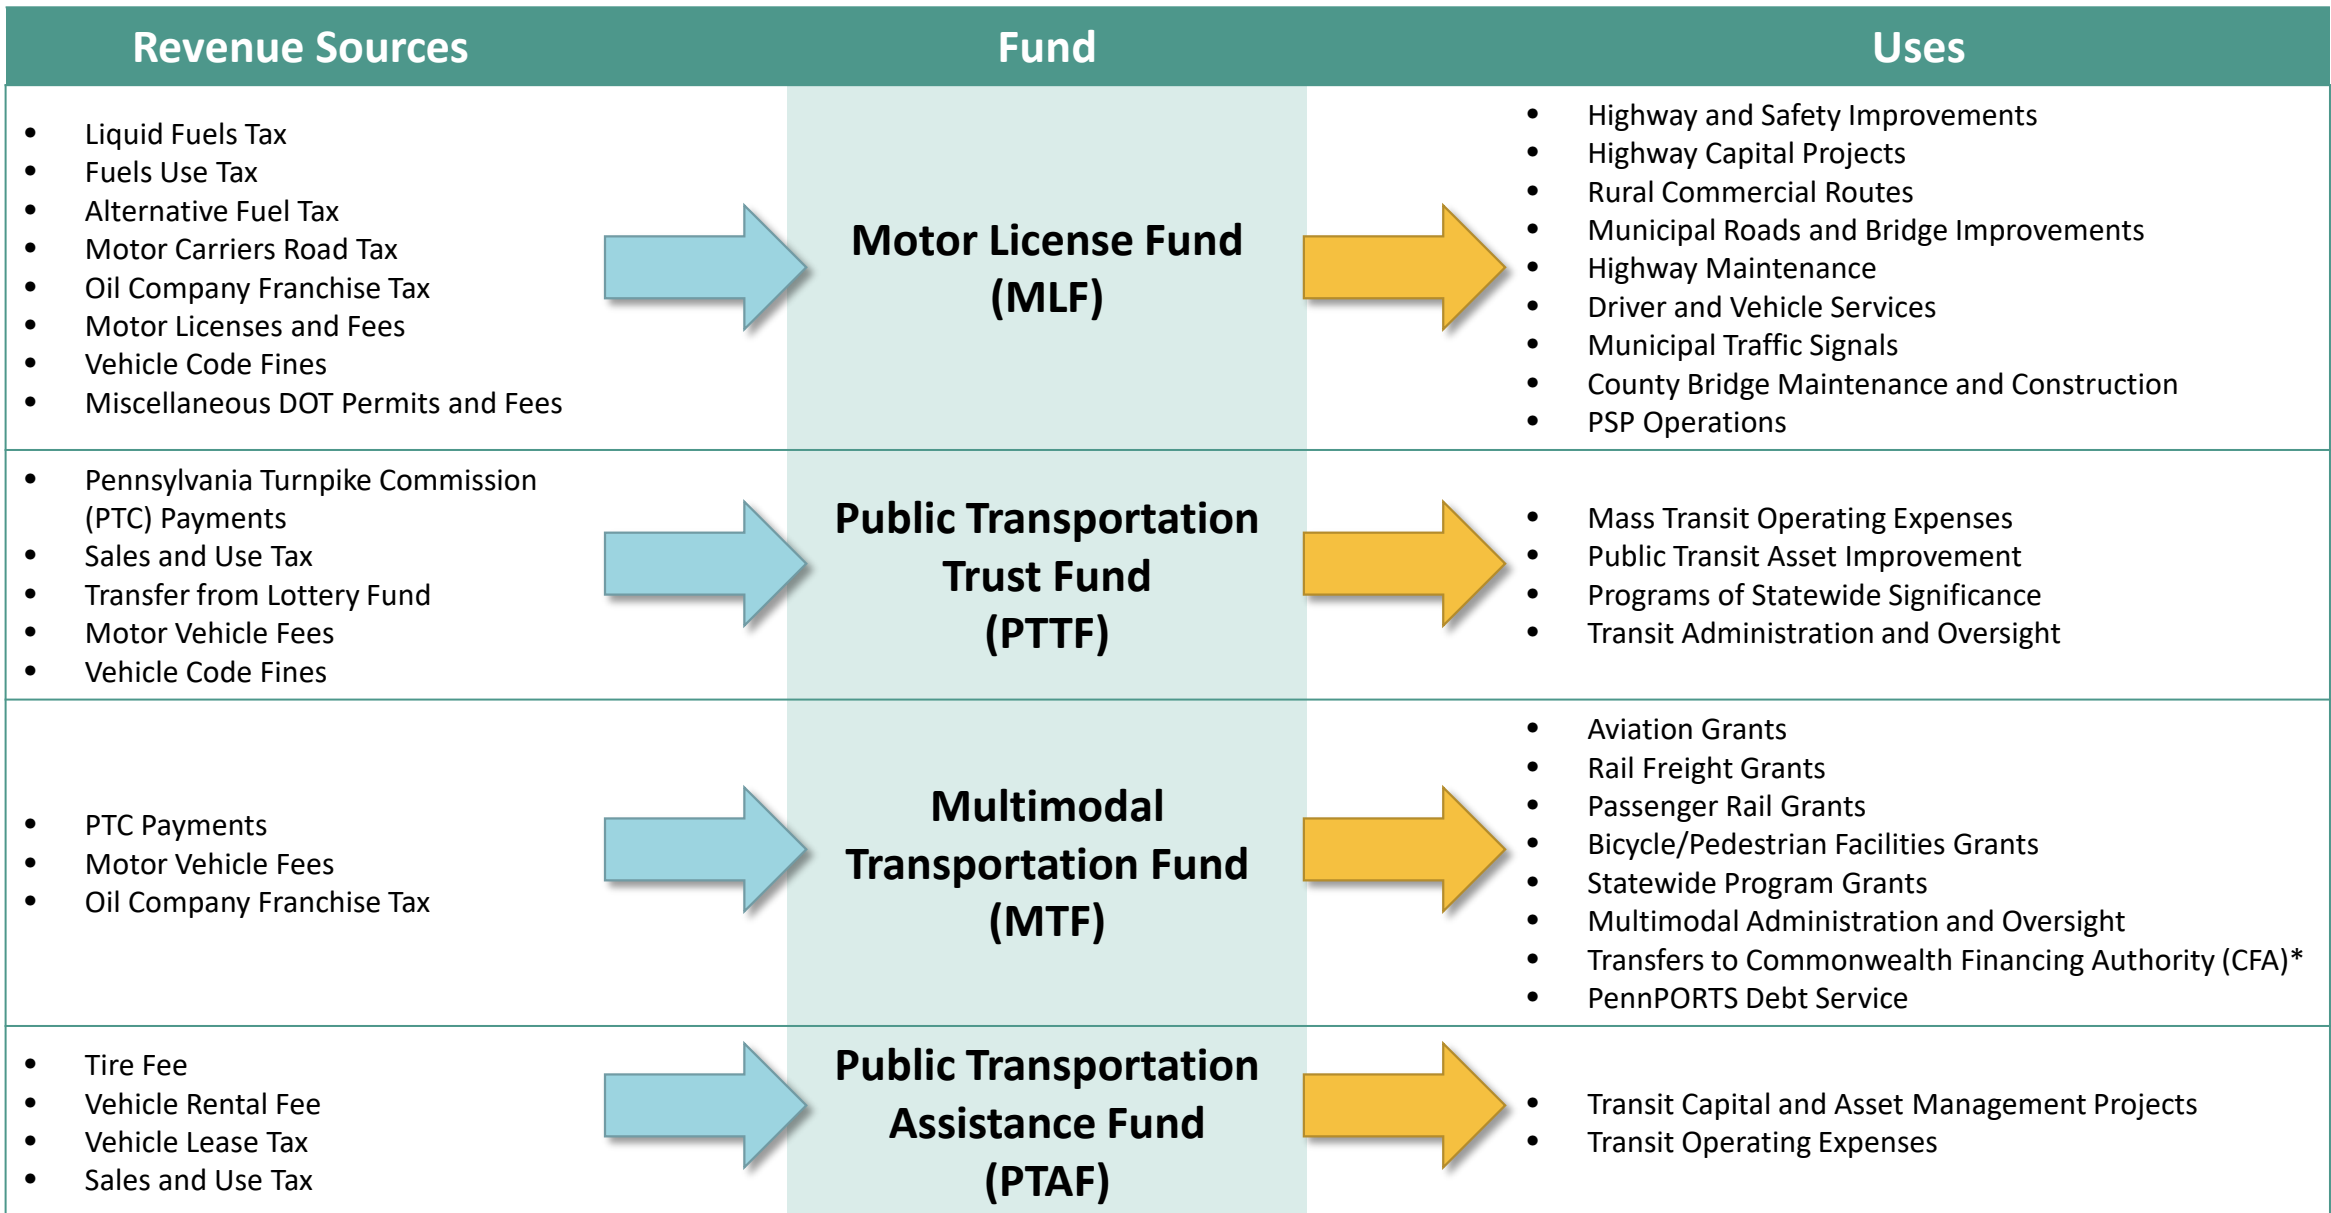 Revenue Sources
Fund
Uses
• Liquid Fuels Tax
• Fuels Use Tax
• Alternative Fuel Tax
• Motor Carriers Road Tax
• Oil Company Franchise Tax
• Motor Licenses and Fees
• Vehicle Code Fines
• Miscellaneous DOT Permits and Fees
Motor License Fund
(MLF)
• Highway and Safety Improvements
• Highway Capital Projects
• Rural Commercial Routes
• Municipal Roads and Bridge Improvements
• Highway Maintenance
• Driver and Vehicle Services
• Municipal Traffic Signals
• County Bridge Maintenance and Construction
• PSP Operations
• Pennsylvania Turnpike Commission
(PTC) Payments
• Sales and Use Tax
• Transfer from Lottery Fund
• Motor Vehicle Fees
• Vehicle Code Fines
Public Transportation
Trust Fund
(PTTF)
• Mass Transit Operating Expenses
• Public Transit Asset Improvement
• Programs of Statewide Significance
• Transit Administration and Oversight
• PTC Payments
• Motor Vehicle Fees
• Oil Company Franchise Tax
Multimodal
Transportation Fund
(MTF)
• Aviation Grants
• Rail Freight Grants
• Passenger Rail Grants
• Bicycle/Pedestrian Facilities Grants
• Statewide Program Grants
• Multimodal Administration and Oversight
• Transfers to Commonwealth Financing Authority (CFA)*
• PennPORTS Debt Service
• Tire Fee
• Vehicle Rental Fee
• Vehicle Lease Tax
• Sales and Use Tax
Public Transportation
Assistance Fund
(PTAF)
• Transit Capital and Asset Management Projects
• Transit Operating Expenses